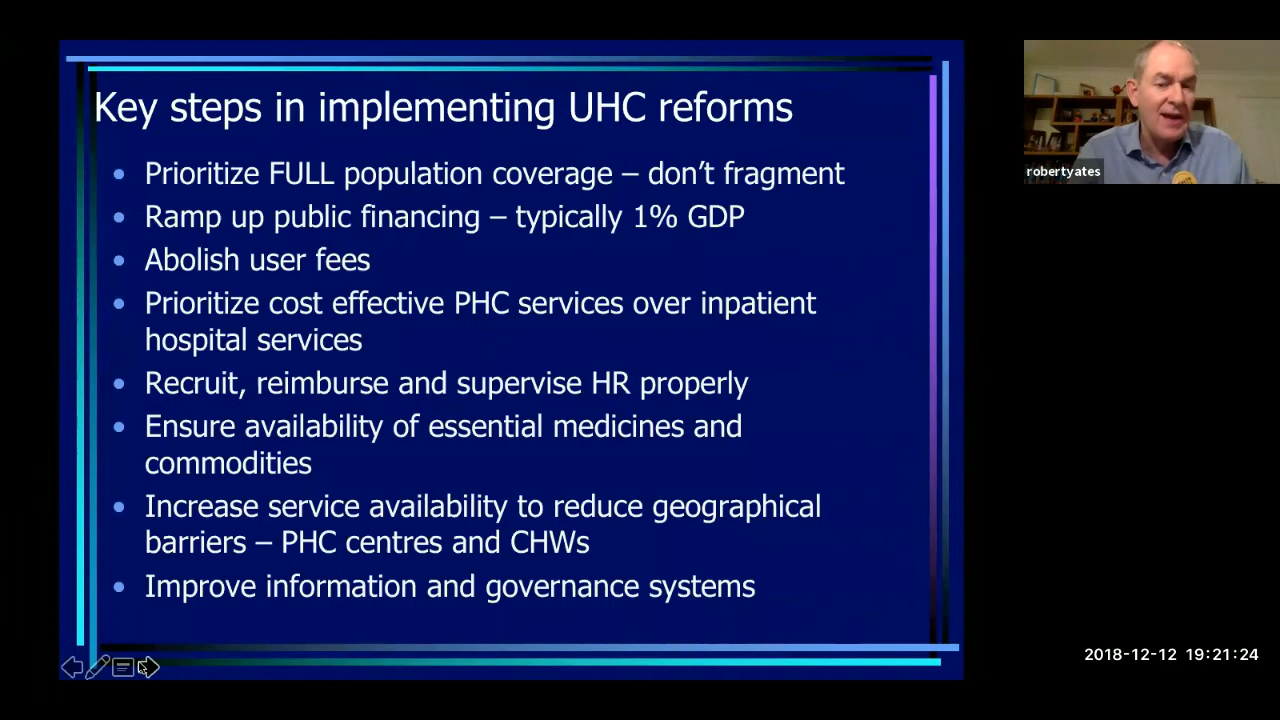 Key steps in implementing UHC reforms
Prioritize FULL population coverage – don't fragment
Ramp up public financing – typically 1% GDP
Abolish user fees
Prioritize cost effective PHC services over inpatient
hospital services
Recruit, reimburse and supervise HR properly
Ensure availability of essential medicines and
commodities
Increase service availability to reduce geographical
barriers – PHC centres and CHWs
Improve information and governance systems
robertyates
2018-12-12 19:21:24